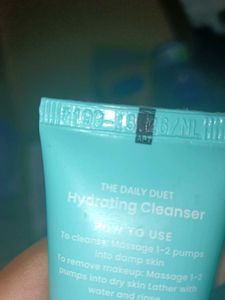 THE DAILY DUET
Hydrating Cleanser
HOW TO USE
To cleanse: Massage 1-2 pumps
into damp skin
To remove makeup: Massage 1-2
pumps into dry skin Lather with
water and rinse